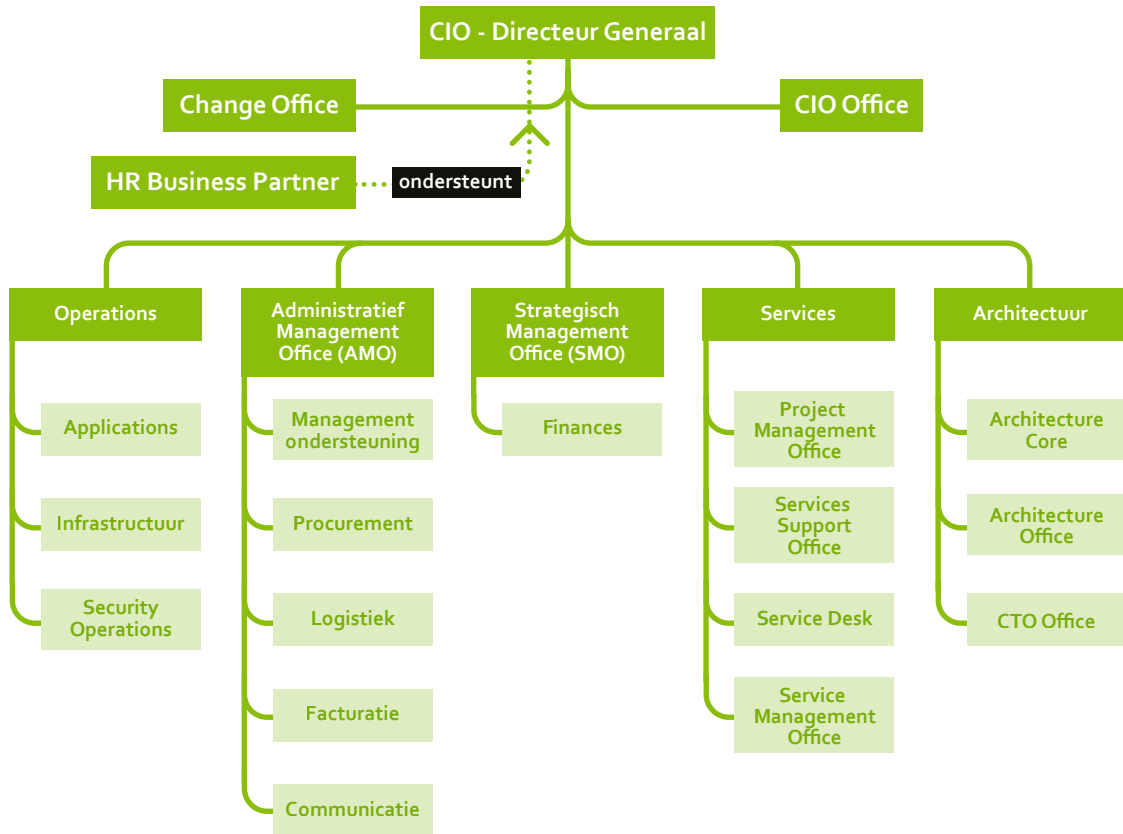 CIO - Directeur Generaal
Change Office
CIO Office
HR Business Partner
ondersteunt
Operations
Applications
Infrastructuur
Security
Operations
Administratief
Management
Office (AMO)
Management
ondersteuning
Procurement
Logistiek
Facturatie
Communicatie
Strategisch
Management
Office (SMO)
Finances
Services
Project
Management
Office
Services
Support
Office
Service Desk
Service
Management
Office
Architectuur
Architecture
Core
Architecture
Office
CTO Office